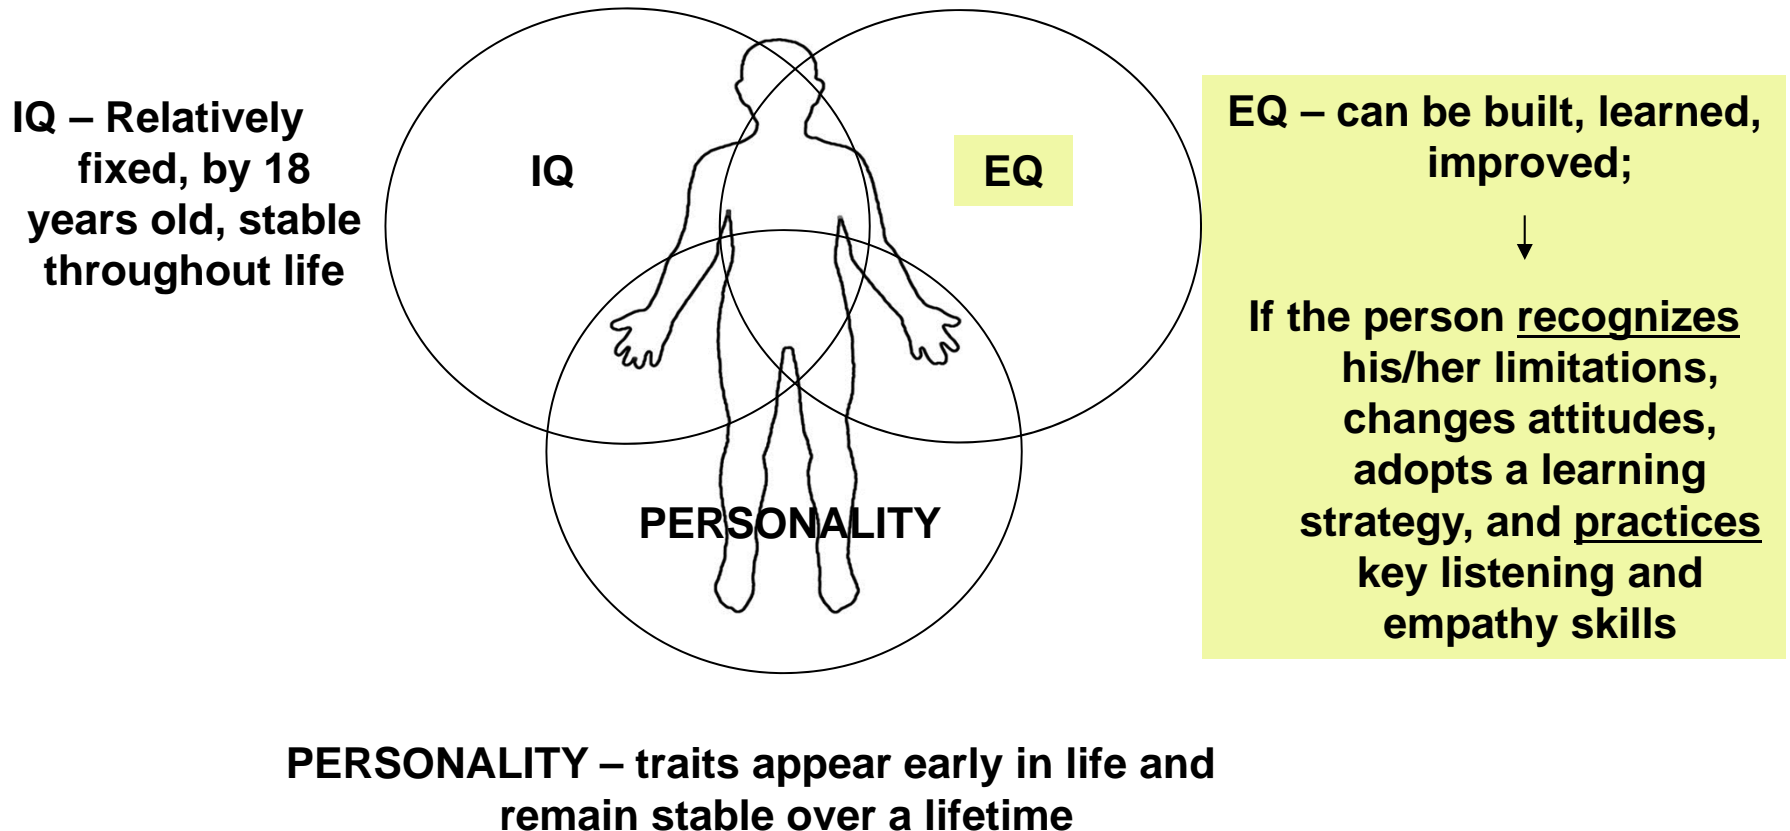 IQ – Relatively
fixed, by 18
years old, stable
throughout life
IQ
EQ
PERSONALITY
EQ – can be built, learned,
improved;
If the person recognizes
his/her limitations,
changes attitudes,
adopts a learning
strategy, and practices
key listening and
empathy skills
PERSONALITY – traits appear early in life and
remain stable over a lifetime